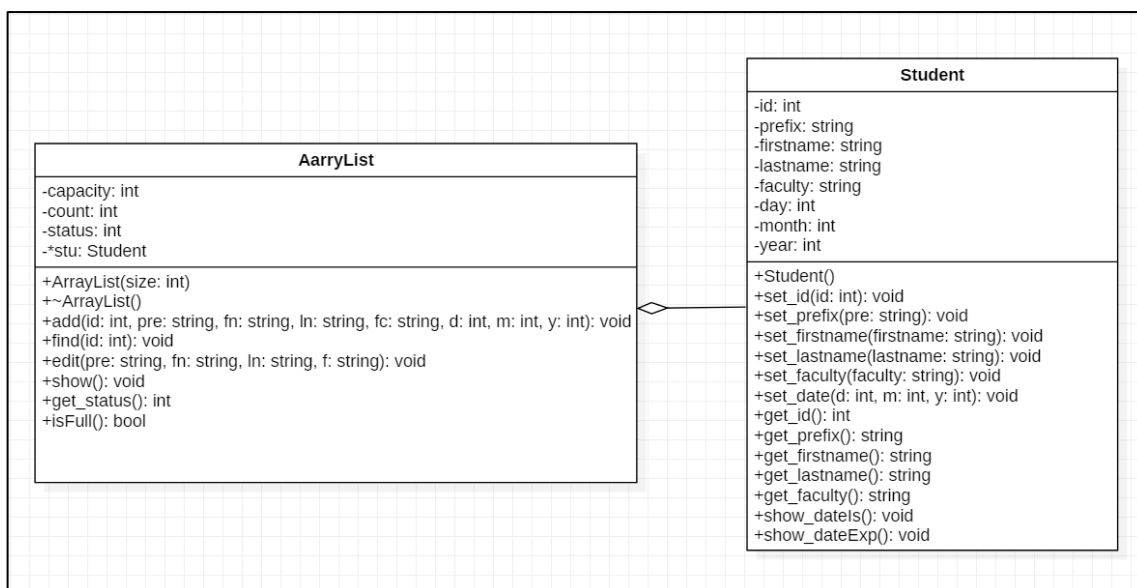 AarryList
-capacity: int
-count: int
-status: int
-*stu: Student
+ArrayList(size: int)
+~ArrayList()
+add(id: int, pre: string, fn: string, ln: string, fc: string, d: int, m: int, y: int): void
+find(id: int): void
+edit(pre: string, fn: string, ln: string, f: string): void
+show(): void
+get_status(): int
+isFull(): bool
Student
-id: int
-prefix: string
-firstname: string
-lastname: string
-faculty: string
-day: int
-month: int
-year: int
+Student()
+set_id(id: int): void
+set_prefix(pre: string): void
+set_firstname(firstname: string): void
+set_lastname(lastname: string): void
+set_faculty(faculty: string): void
+set_date(d: int, m: int, y: int): void
+get_id(): int
+get_prefix(): string
+get_firstname(): string
+get_lastname(): string
+get_faculty(): string
+show_dateIs(): void
+show_dateExp(): void